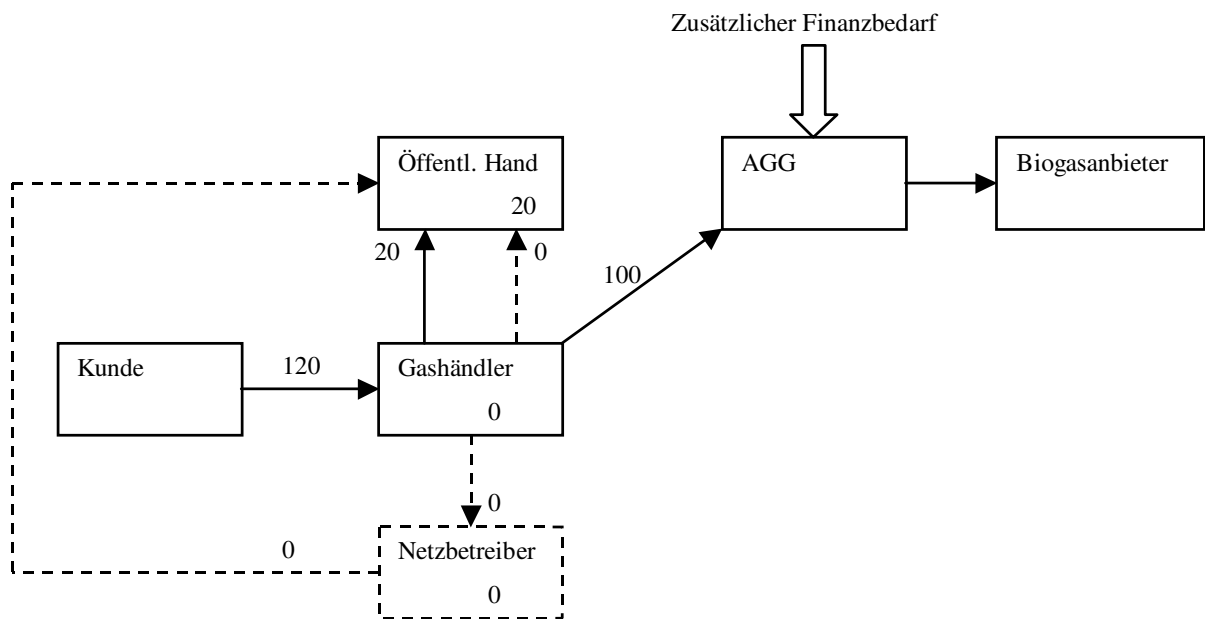 Zusätzlicher Finanzbedarf
Öffentl. Hand
20
AGG
Biogasanbieter
20
0
100
Kunde
120
Gashändler
0
0
0
Netzbetreiber
0